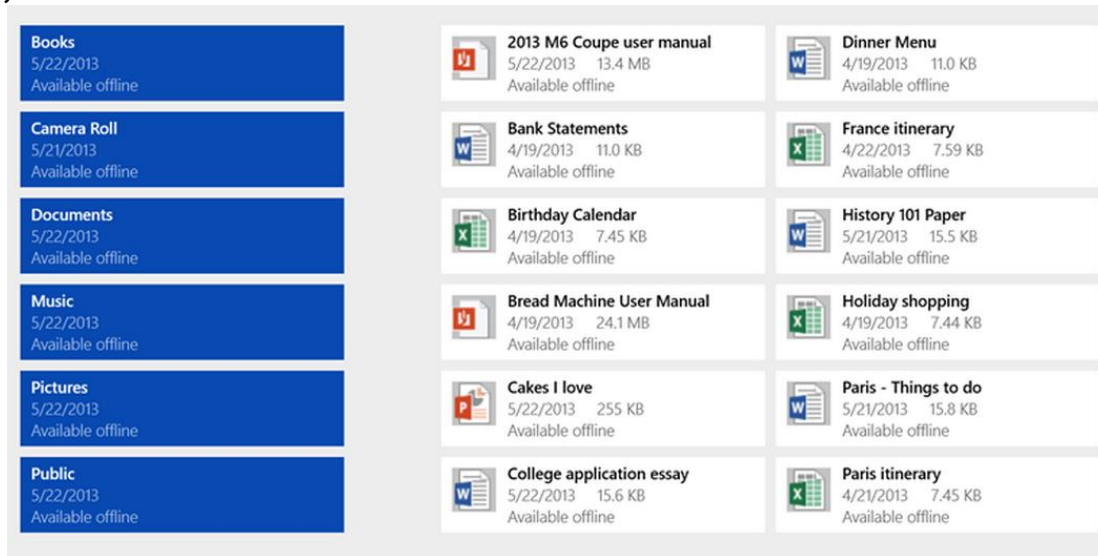 Books
5/22/2013
Available offline
Camera Roll
5/21/2013
Available offline
Documents
5/22/2013
Available offline
Music
5/22/2013
Available offline
Pictures
5/22/2013
Available offline
Public
5/22/2013
Available offline
2013 M6 Coupe user manual
5/22/2013 13.4 MB
Available offline
Bank Statements
4/19/2013 11.0 KB
Available offline
Birthday Calendar
4/19/2013 7.45 KB
Available offline
Bread Machine User Manual
4/19/2013 24.1 MB
Available offline
Cakes I love
5/22/2013 255 KB
Available offline
College application essay
5/22/2013 15.6 KB
Available offline
Dinner Menu
4/19/2013 11.0 KB
Available offline
France itinerary
4/22/2013 7.59 KB
Available offline
History 101 Paper
5/21/2013 15.5 KB
Available offline
Holiday shopping
4/19/2013 7.44 KB
Available offline
Paris - Things to do
5/21/2013 15.8 KB
Available offline
Paris itinerary
4/21/2013 7.45 KB
Available offline